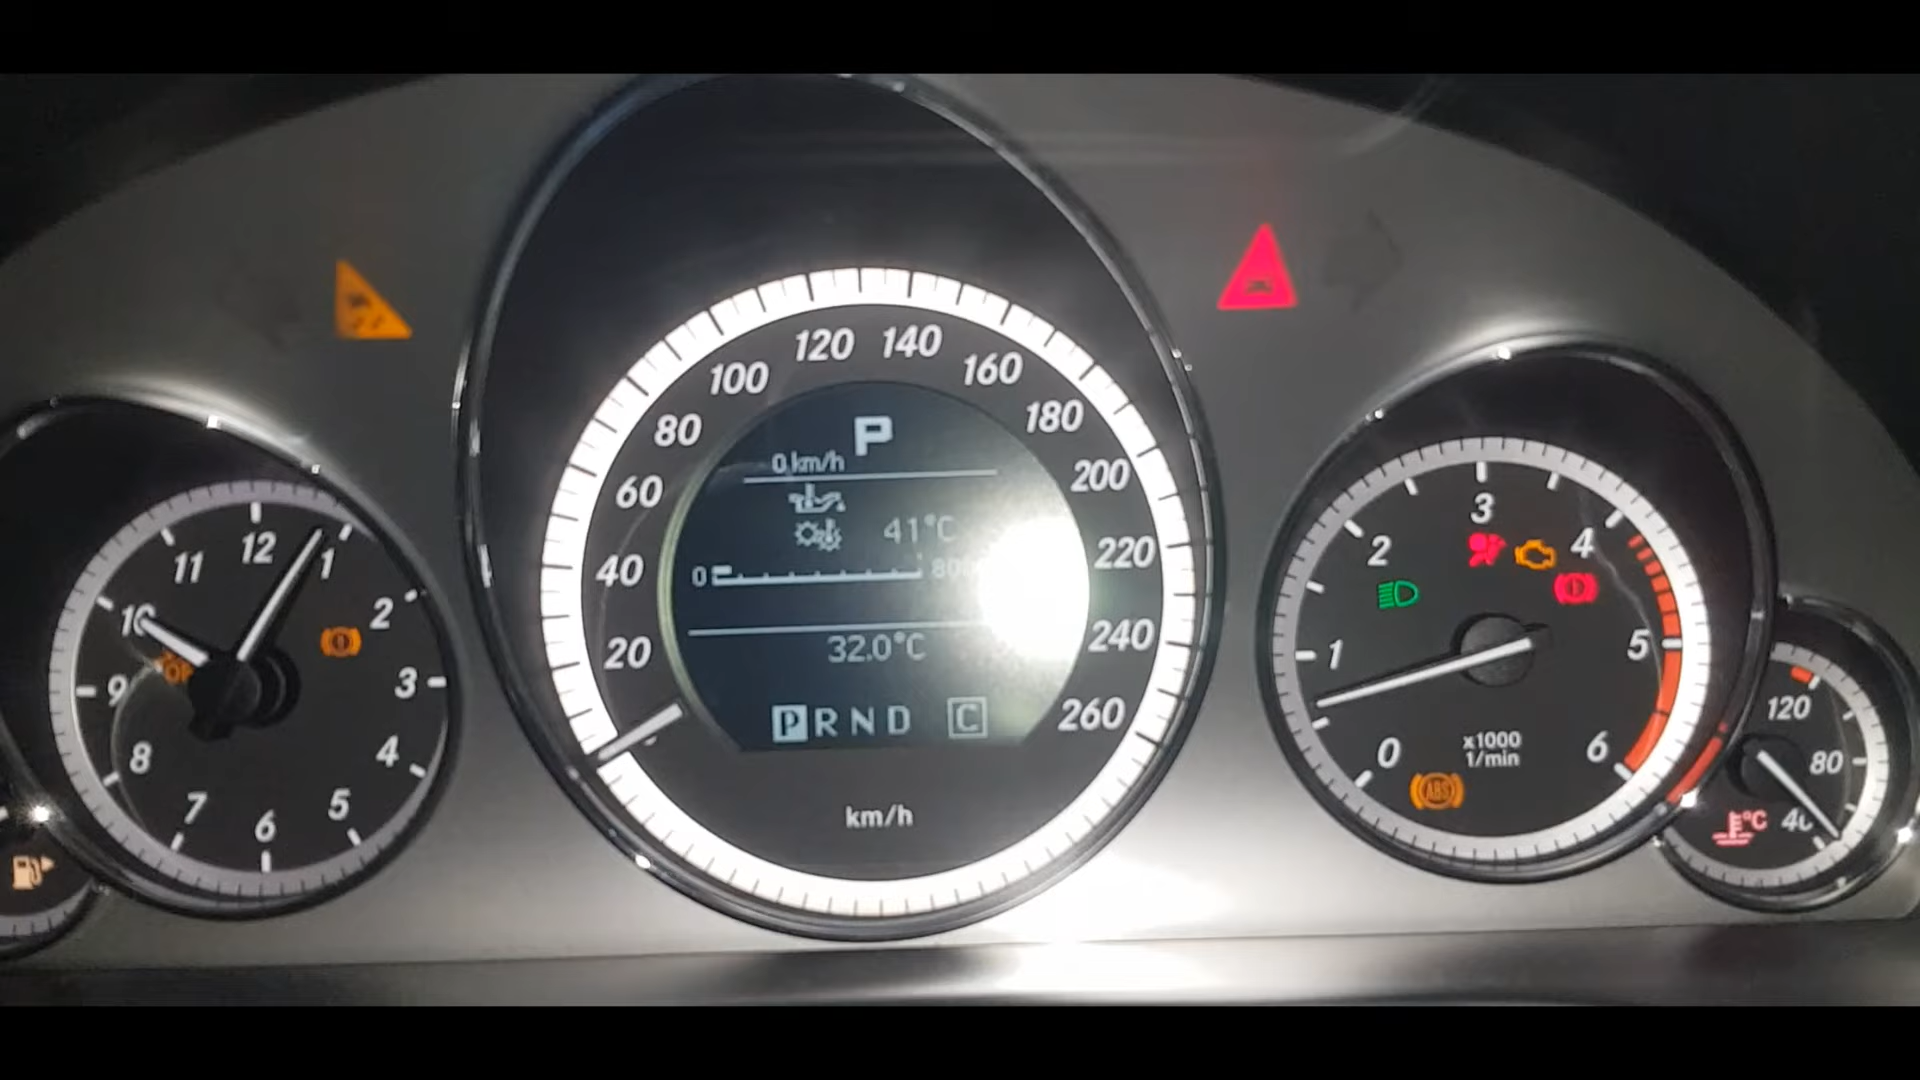 120 140
100 160
80 180
60 200
40 220
20 240
260
P
0 km/h
41°C
0
32.0°C
P R N D C
km/h
12
1
2
3
4
5
6
7
8
9
10
11
0
1
2
3
4
5
6
x1000
1/min
ABS
120
80
°C